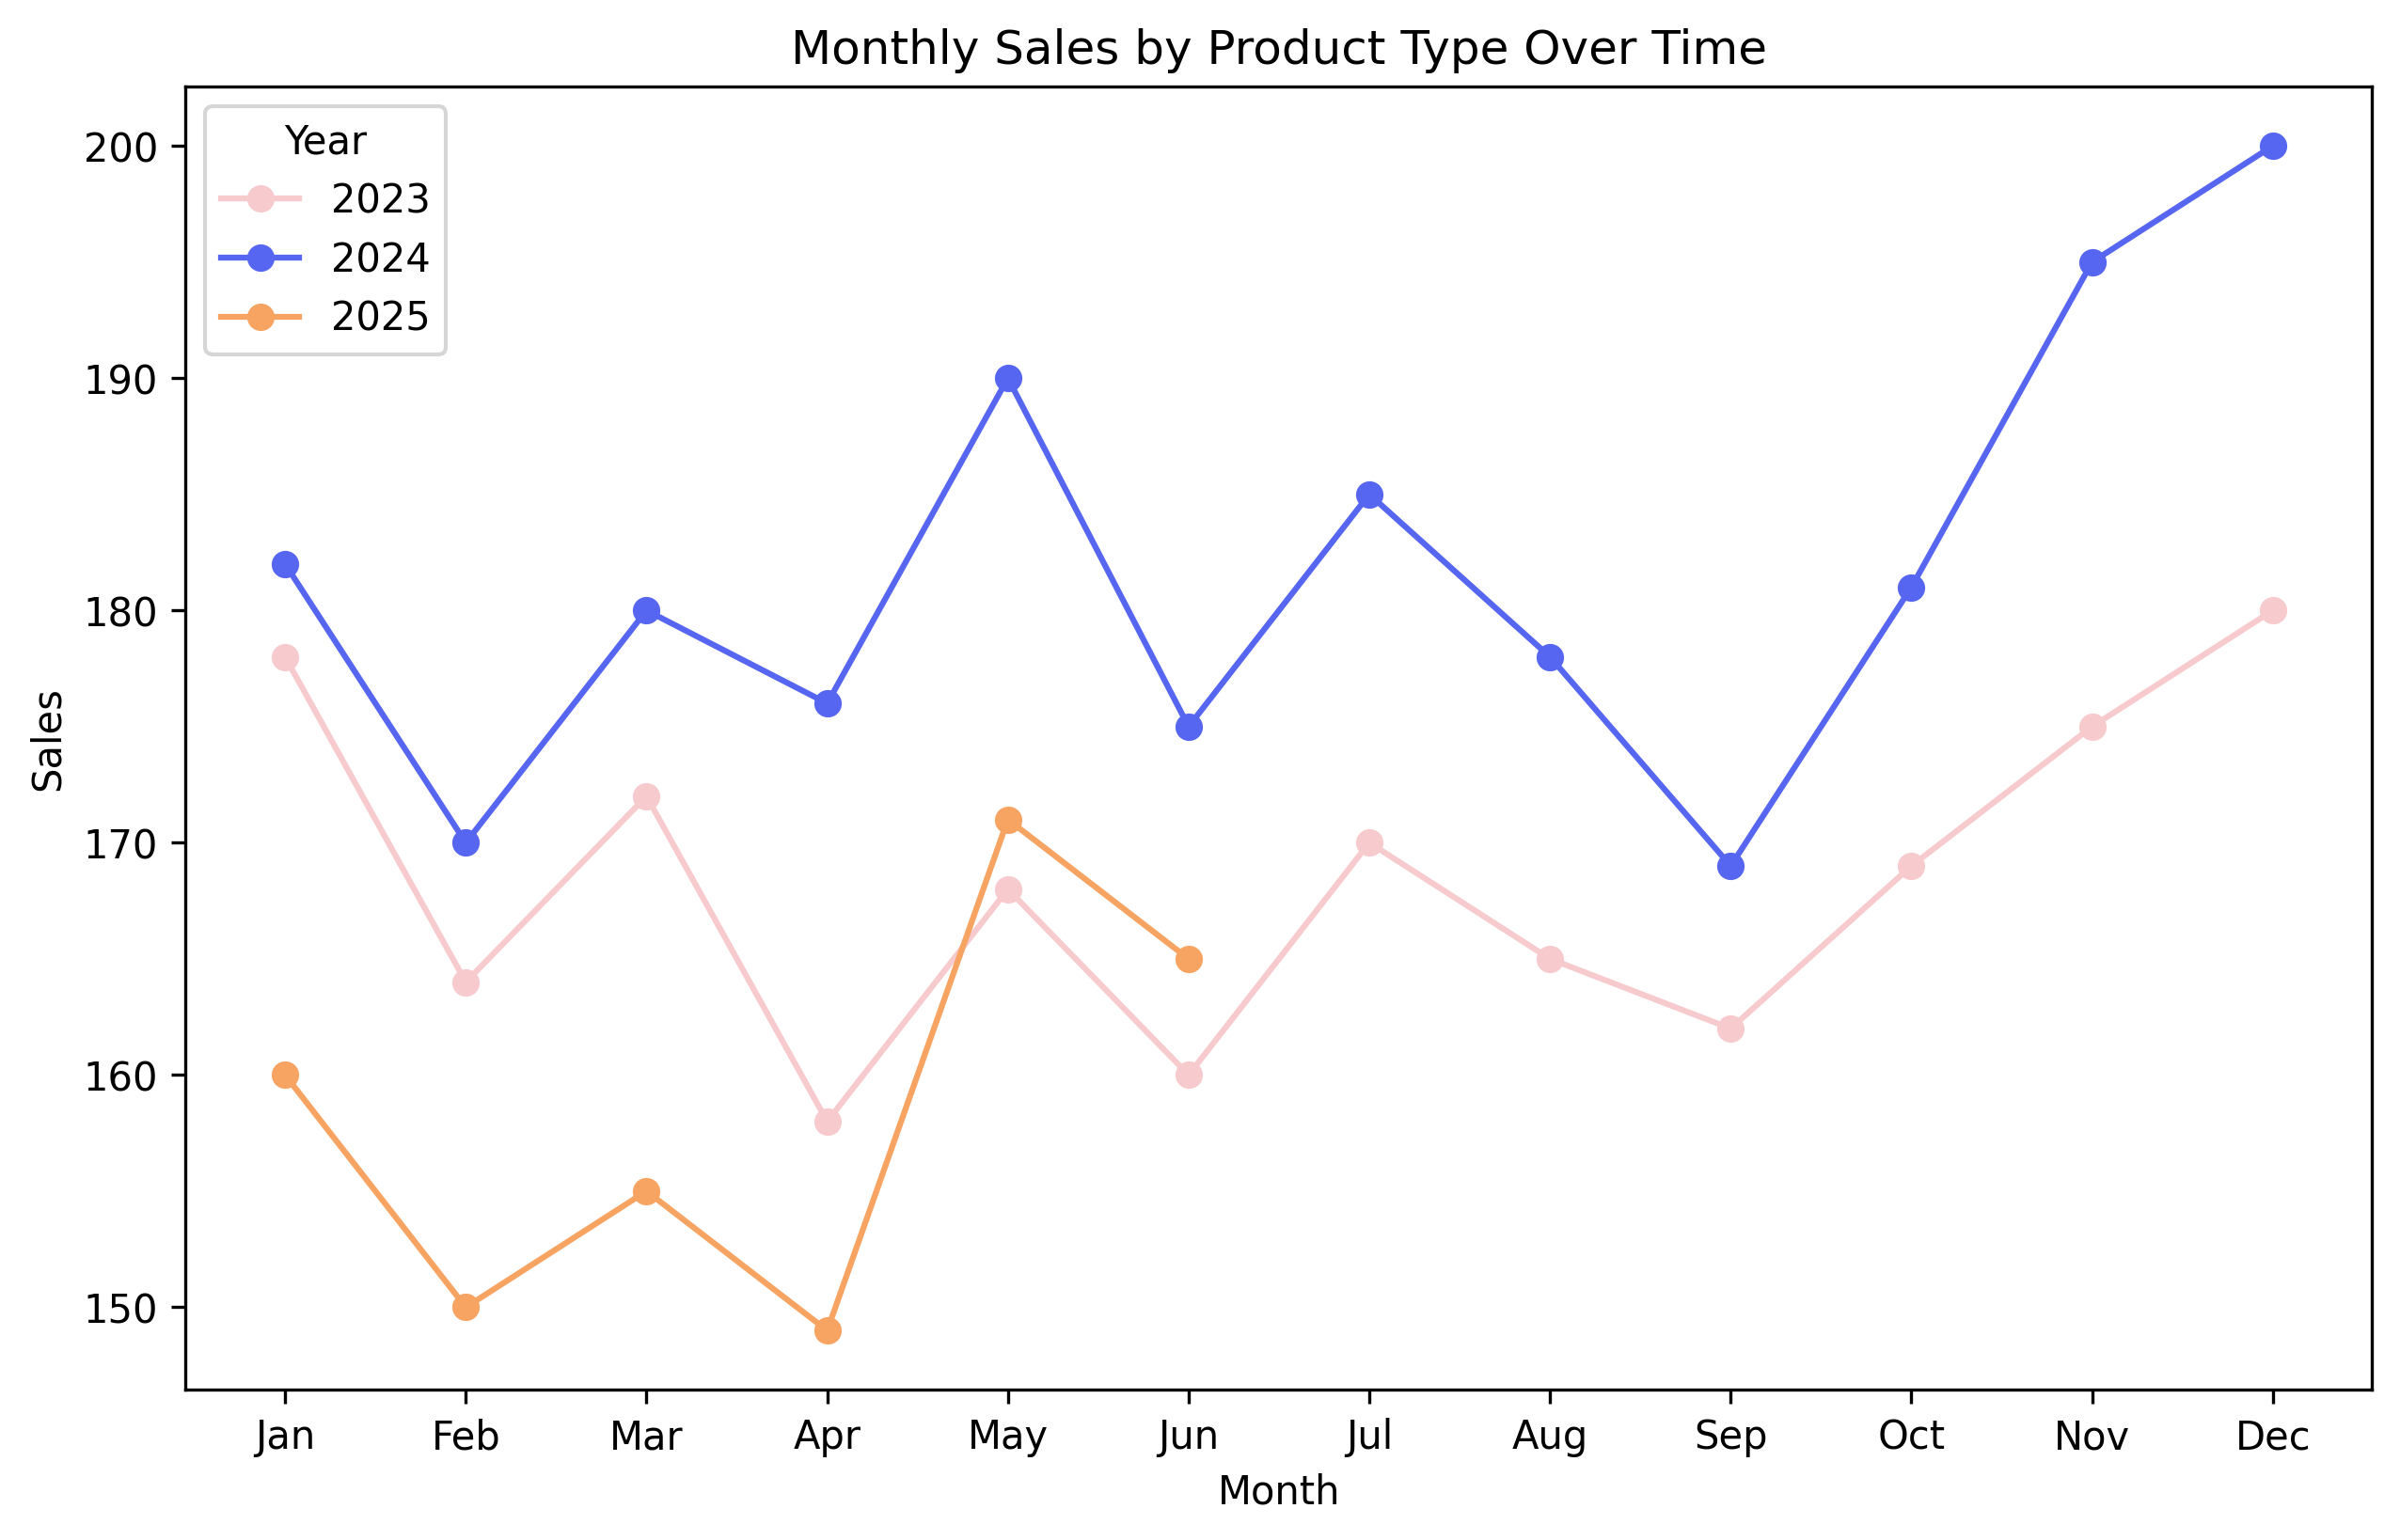 Monthly Sales by Product Type Over Time
Year
2023
2024
2025
200
190
180
170
160
150
Sales
Jan Feb Mar Apr May Jun Jul Aug Sep Oct Nov Dec
Month